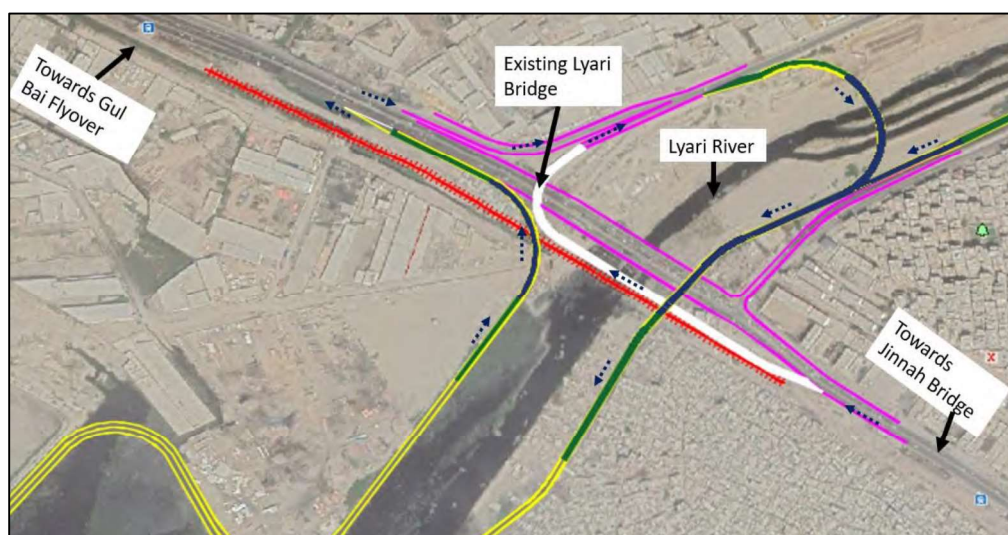 Towards Gul
Bai Flyover
Existing Lyari
Bridge
Lyari River
Towards
Jinnah Bridge